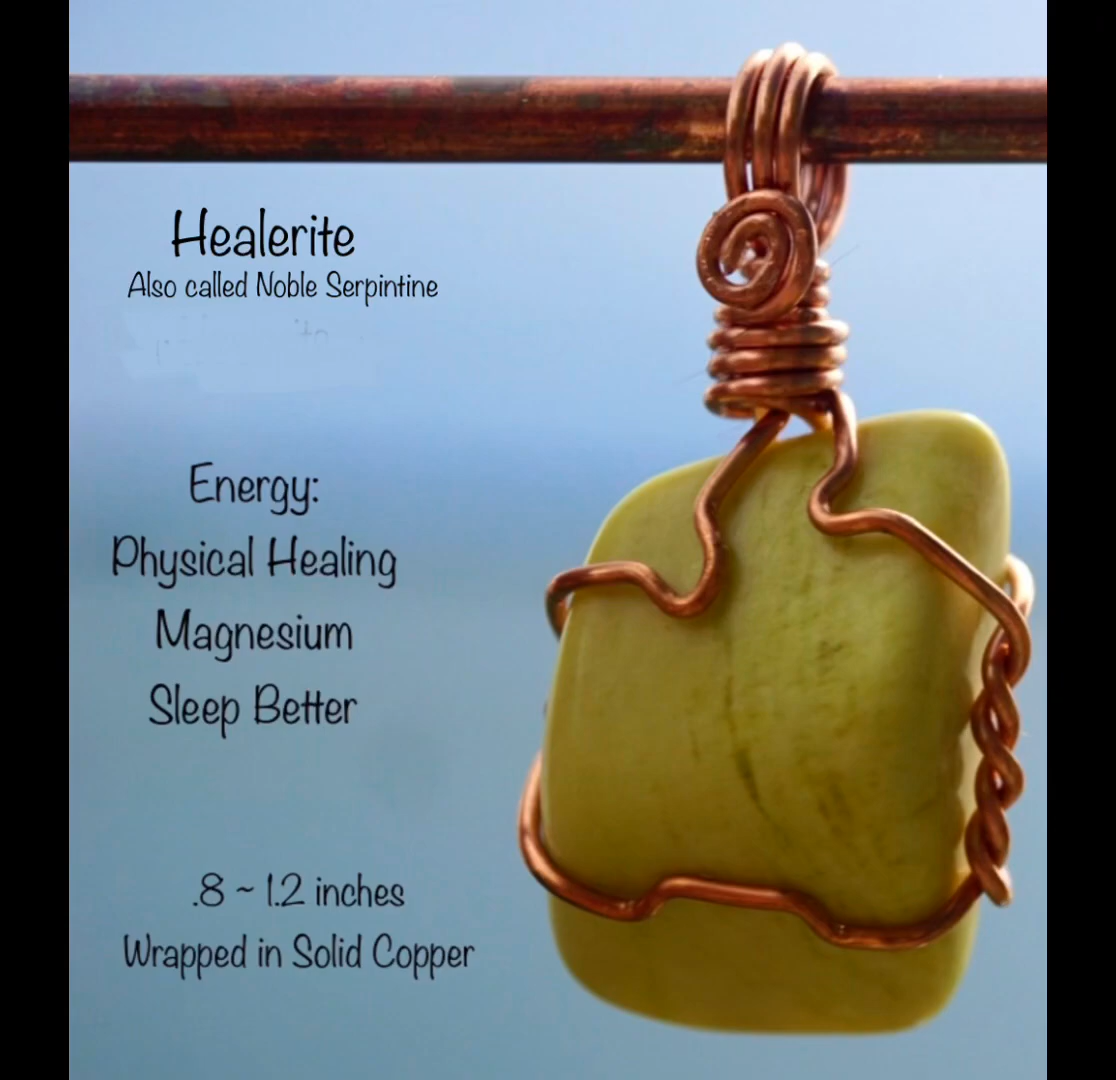 Healerite
Also called Noble Serpintine
Energy:
Physical Healing
Magnesium
Sleep Better
.8 ~ 1.2 inches
Wrapped in Solid Copper